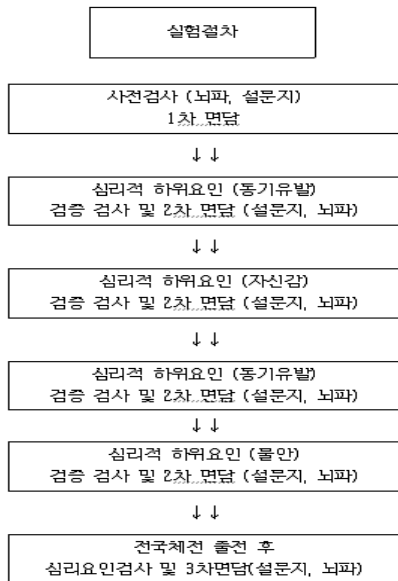 실험절차
사전검사 (뇌파, 설문지)
1차 면담
↓↓
심리적 하위요인 (동기유발)
검증 검사 및 2차 면담 (설문지, 뇌파)
↓↓
심리적 하위요인 (자신감)
검증 검사 및 2차 면담 (설문지, 뇌파)
↓↓
심리적 하위요인 (동기유발)
검증 검사 및 2차 면담 (설문지, 뇌파)
↓↓
심리적 하위요인 (불안)
검증 검사 및 2차 면담 (설문지, 뇌파)
↓↓
전국체전 출전 후
심리요인검사 및 3차면담(설문지, 뇌파)